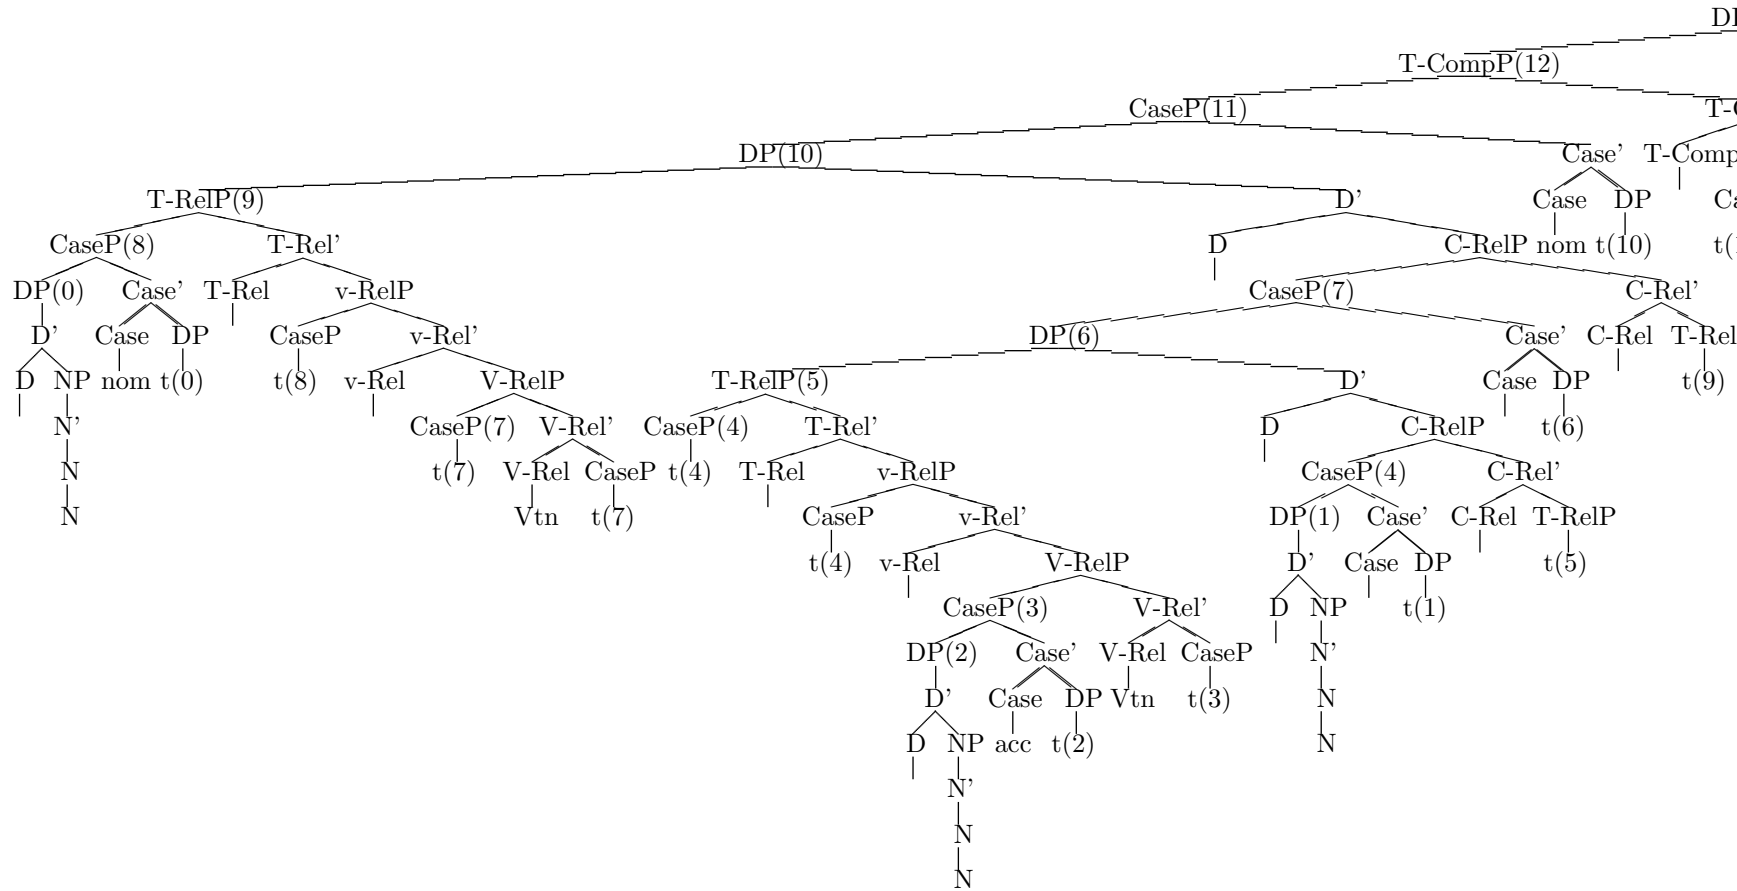 DP
T-CompP(12)
CaseP(11) T-C
DP(10) Case' T-Comp
T-RelP(9) D' Case DP Ca
CaseP(8) T-Rel' D C-RelP nom t(10) t(1
DP(0) Case' T-Rel v-RelP CaseP(7) C-Rel'
D' Case DP CaseP v-Rel' DP(6) Case' C-Rel T-Rel
D NP nom t(0) t(8) v-Rel V-RelP T-RelP(5) D' Case DP t(9)
N' CaseP(7) V-Rel' CaseP(4) T-Rel' D C-RelP t(6)
N t(7) V-Rel CaseP t(4) T-Rel v-RelP CaseP(4) C-Rel'
N Vtn t(7) CaseP v-Rel' DP(1) Case' C-Rel T-RelP
t(4) v-Rel V-RelP D' Case DP t(5)
CaseP(3) V-Rel' D NP t(1)
DP(2) Case' V-Rel CaseP N'
D' Case DP Vtn t(3) N
D NP acc t(2) N
N'
N
N